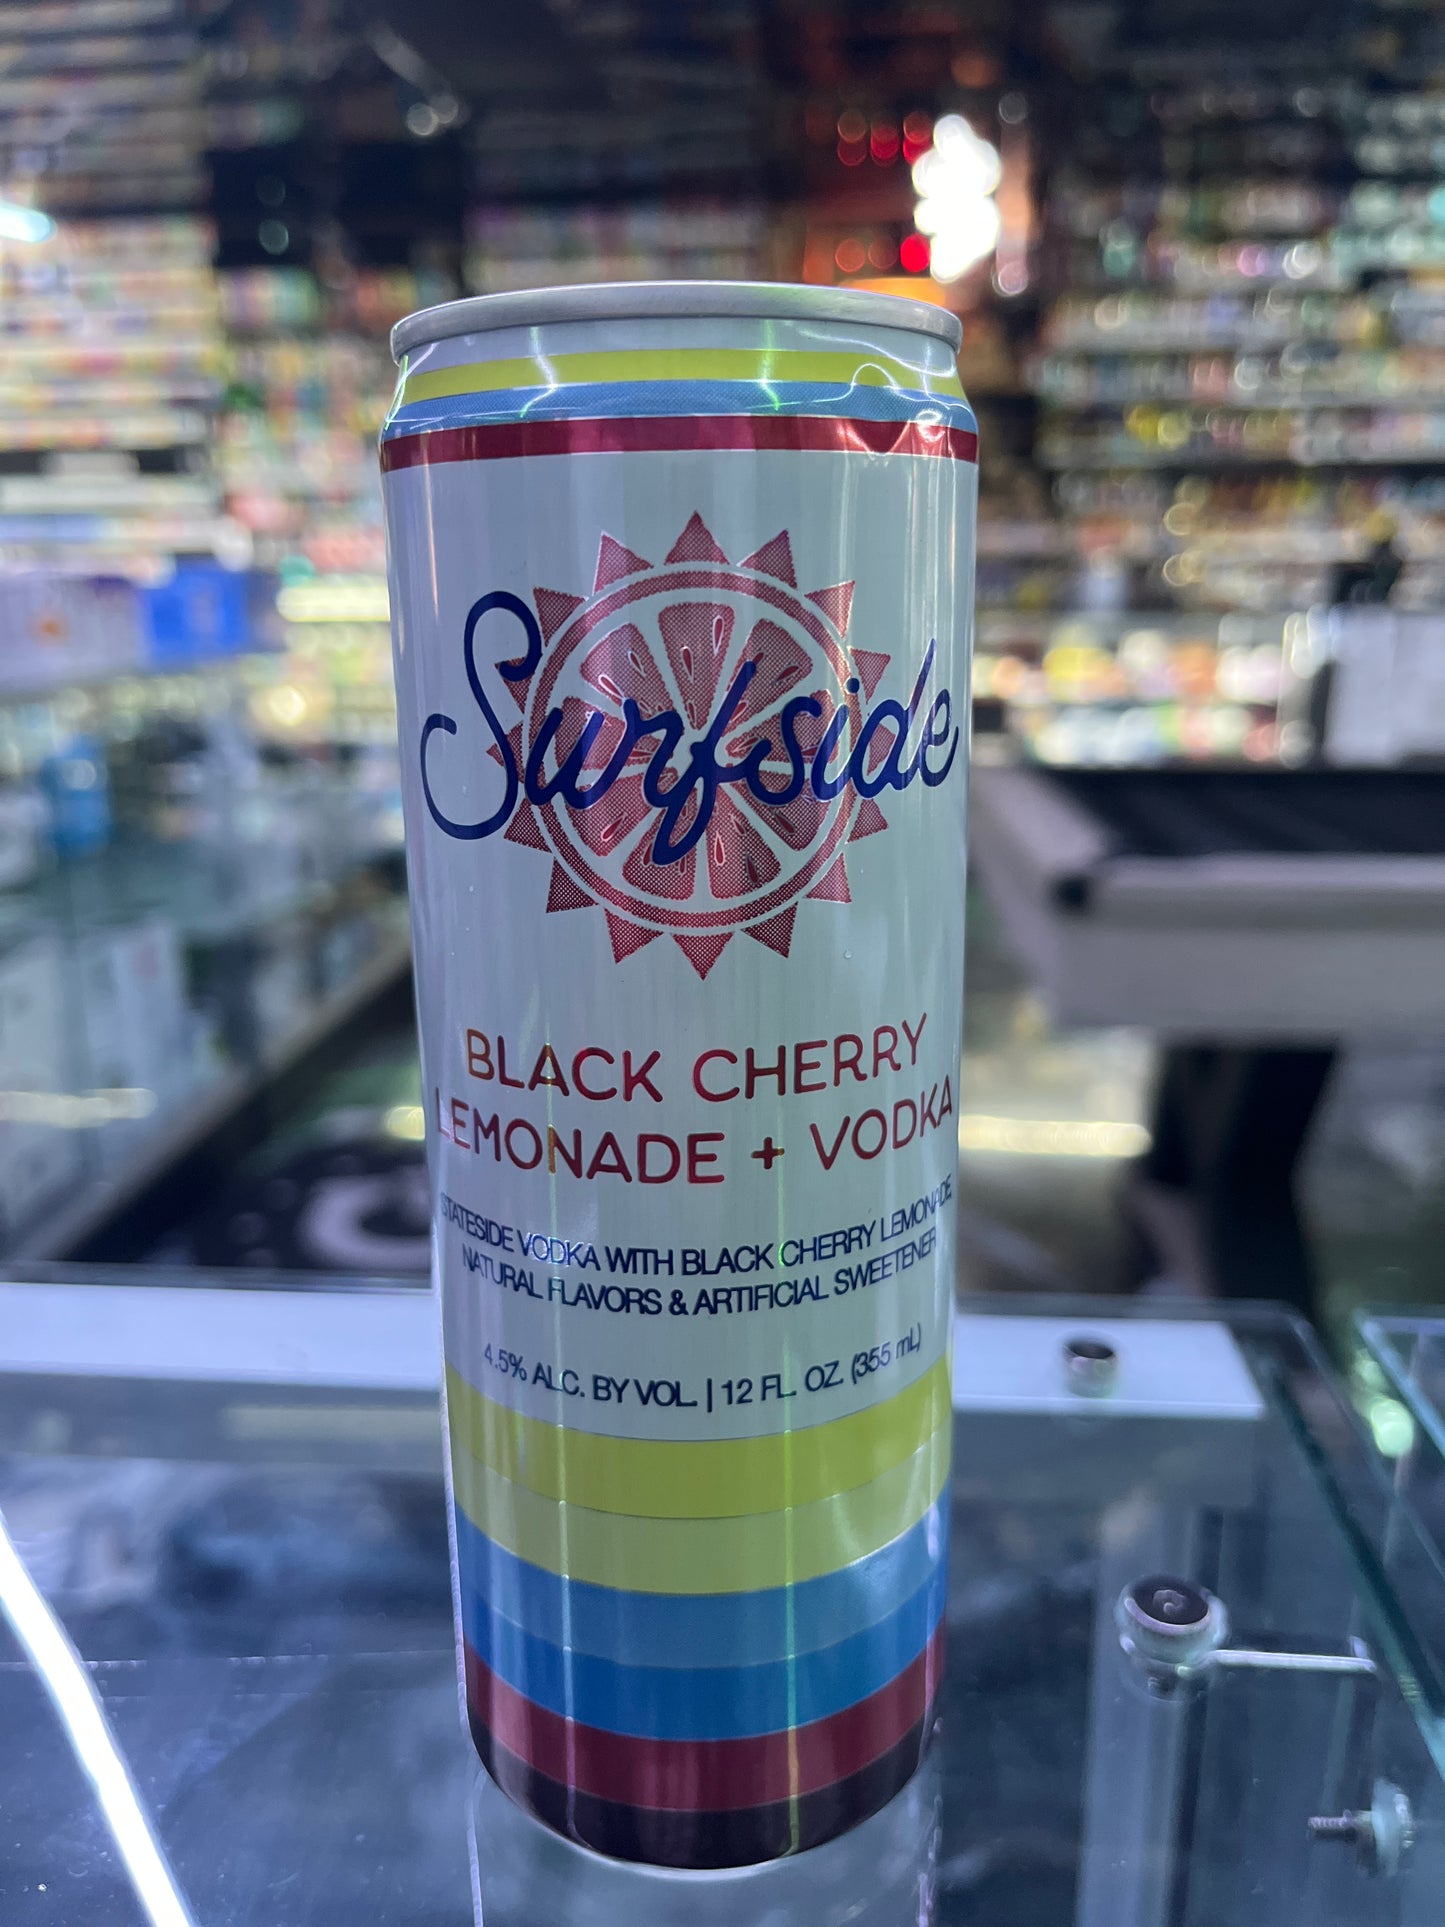 Surfside
BLACK CHERRY
LEMONADE + VODKA
STATESIDE VODKA WITH BLACK CHERRY LEMONADE,
NATURAL FLAVORS & ARTIFICIAL SWEETENER
4.5% ALC. BY VOL. | 12 FL. OZ. (355 mL)